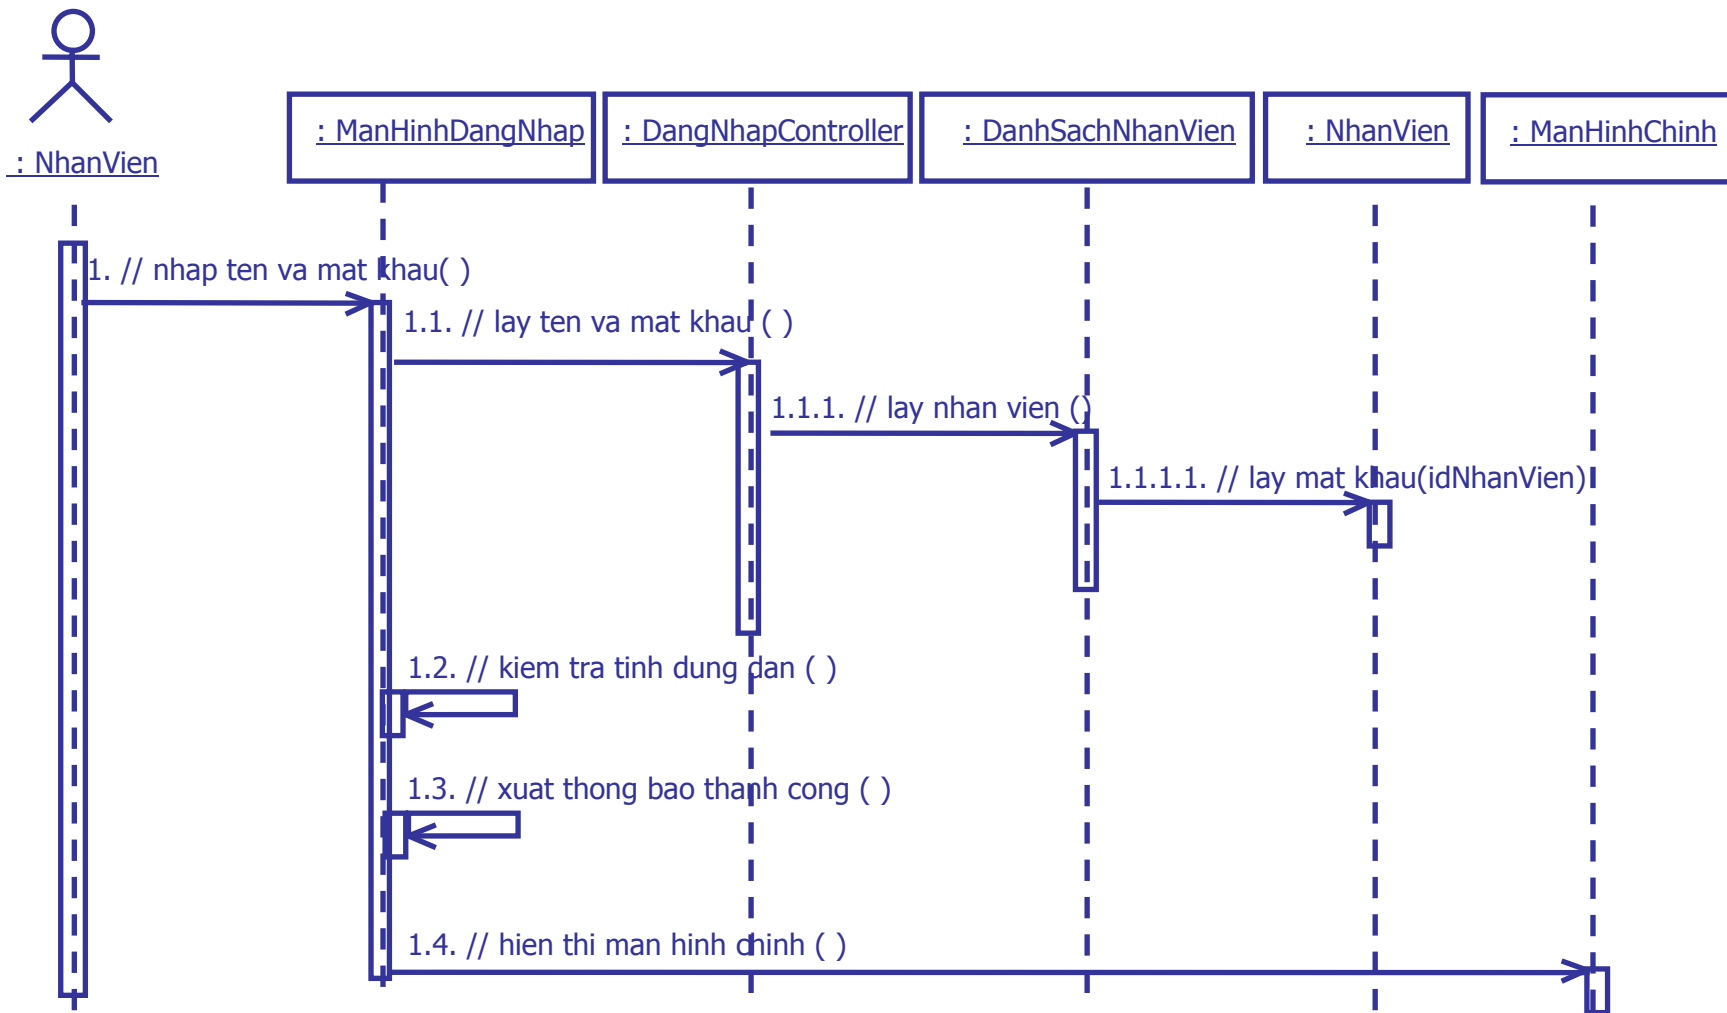 : NhanVien
: ManHinhDangNhap
: DangNhapController
: DanhSachNhanVien
: NhanVien
: ManHinhChinh
1. // nhap ten va mat khau( )
1.1. // lay ten va mat khau ( )
1.1.1. // lay nhan vien ()
1.1.1.1. // lay mat khau(idNhanVien)
1.2. // kiem tra tinh dung dan ( )
1.3. // xuat thong bao thanh cong ( )
1.4. // hien thi man hinh chinh ( )